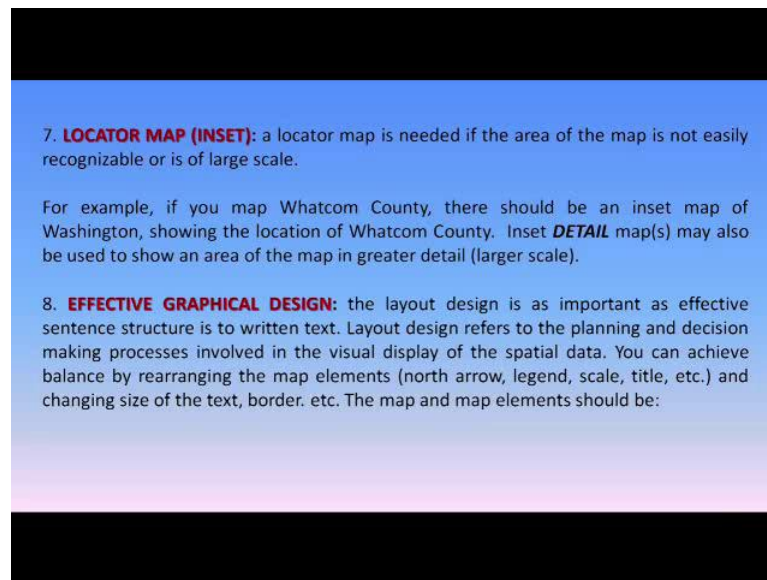 7. LOCATOR MAP (INSET): a locator map is needed if the area of the map is not easily
recognizable or is of large scale.
For example, if you map Whatcom County, there should be an inset map of
Washington, showing the location of Whatcom County. Inset DETAIL map(s) may also
be used to show an area of the map in greater detail (larger scale).
8. EFFECTIVE GRAPHICAL DESIGN: the layout design is as important as effective
sentence structure is to written text. Layout design refers to the planning and decision
making processes involved in the visual display of the spatial data. You can achieve
balance by rearranging the map elements (north arrow, legend, scale, title, etc.) and
changing size of the text, border. etc. The map and map elements should be: